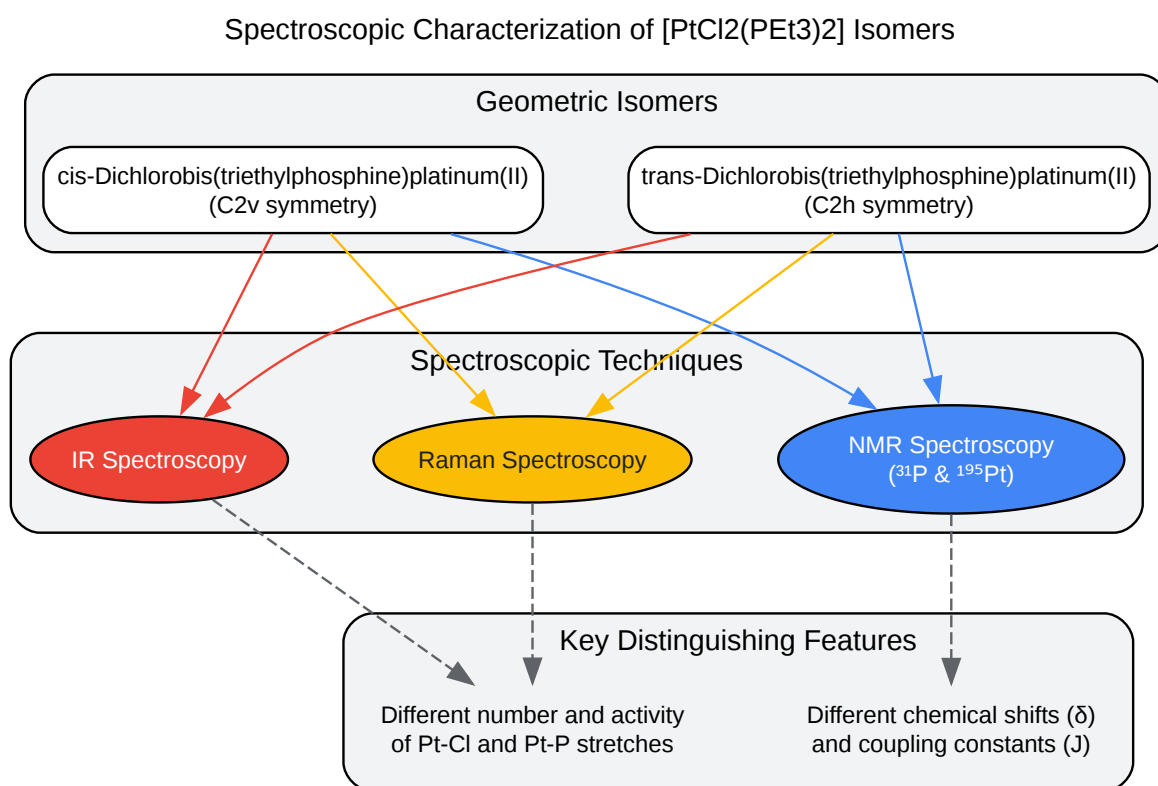 Spectroscopic Characterization of [PtCl2(PEt3)2] Isomers
Geometric Isomers
cis-Dichlorobis(triethylphosphine)platinum(II)
(C2v symmetry)
trans-Dichlorobis(triethylphosphine)platinum(II)
(C2h symmetry)
Spectroscopic Techniques
IR Spectroscopy
Raman Spectroscopy
NMR Spectroscopy
(³¹P & ¹⁹⁵Pt)
Key Distinguishing Features
Different number and activity
of Pt-Cl and Pt-P stretches
Different chemical shifts (δ)
and coupling constants (J)